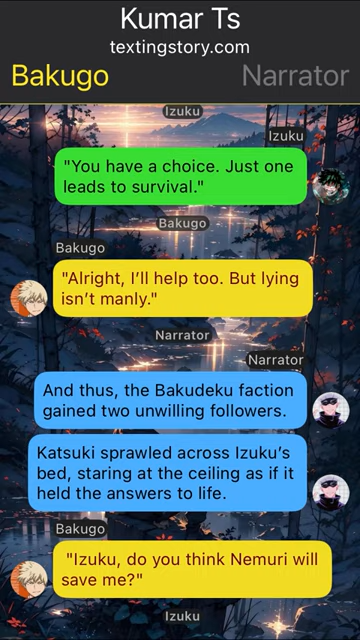 Kumar Ts
textingstory.com
Bakugo Narrator
Izuku
Izuku
"You have a choice. Just one
leads to survival."
Bakugo
Bakugo
"Alright, I'll help too. But lying
isn't manly."
Narrator
Narrator
And thus, the Bakudeku faction
gained two unwilling followers.
Katsuki sprawled across Izuku's
bed, staring at the ceiling as if it
held the answers to life.
Bakugo
"Izuku, do you think Nemuri will
save me?"
Izuku